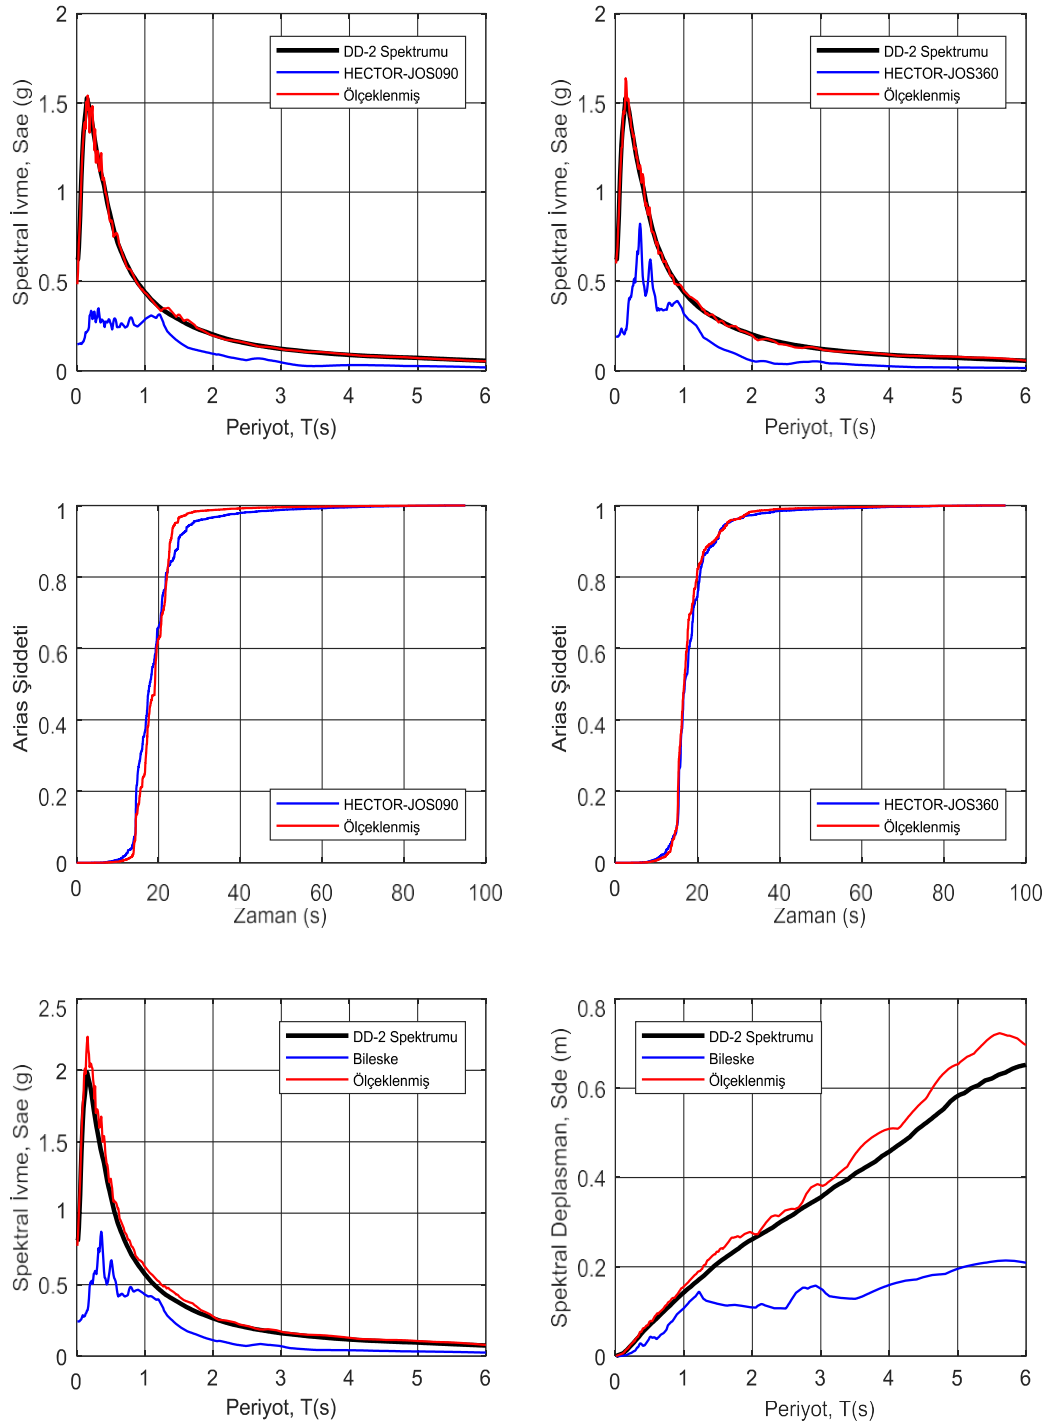 2
1.5
1
0.5
0
Spektral İvme, Sae (g)
DD-2 Spektrumu
HECTOR-JOS090
Ölçeklenmiş
0 1 2 3 4 5 6
Periyot, T(s)
2
1.5
1
0.5
0
Spektral İvme, Sae (g)
DD-2 Spektrumu
HECTOR-JOS360
Ölçeklenmiş
0 1 2 3 4 5 6
Periyot, T(s)
1
0.8
0.6
0.4
0.2
0
Arias Şiddeti
HECTOR-JOS090
Ölçeklenmiş
0 20 40 60 80 100
Zaman (s)
1
0.8
0.6
0.4
0.2
0
Arias Şiddeti
HECTOR-JOS360
Ölçeklenmiş
0 20 40 60 80 100
Zaman (s)
2.5
2
1.5
1
0.5
0
Spektral İvme, Sae (g)
DD-2 Spektrumu
Bileske
Ölçeklenmiş
0 1 2 3 4 5 6
Periyot, T(s)
0.8
0.6
0.4
0.2
0
Spektral Deplasman, Sde (m)
DD-2 Spektrumu
Bileske
Ölçeklenmiş
0 1 2 3 4 5 6
Periyot, T(s)